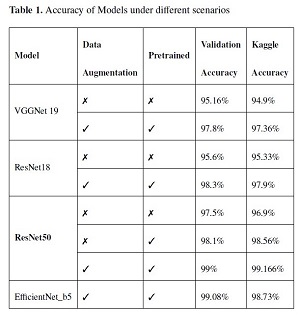 Table 1. Accuracy of Models under different scenarios
Model Data Augmentation Pretrained Validation Accuracy Kaggle Accuracy
VGGNet 19 ✗ ✗ 95.16% 94.9%
✓ ✓ 97.8% 97.36%
ResNet18 ✗ ✗ 95.6% 95.33%
✓ ✓ 98.3% 97.9%
ResNet50 ✗ ✗ 97.5% 96.9%
✗ ✓ 98.1% 98.56%
✓ ✓ 99% 99.166%
EfficientNet_b5 ✓ ✓ 99.08% 98.73%